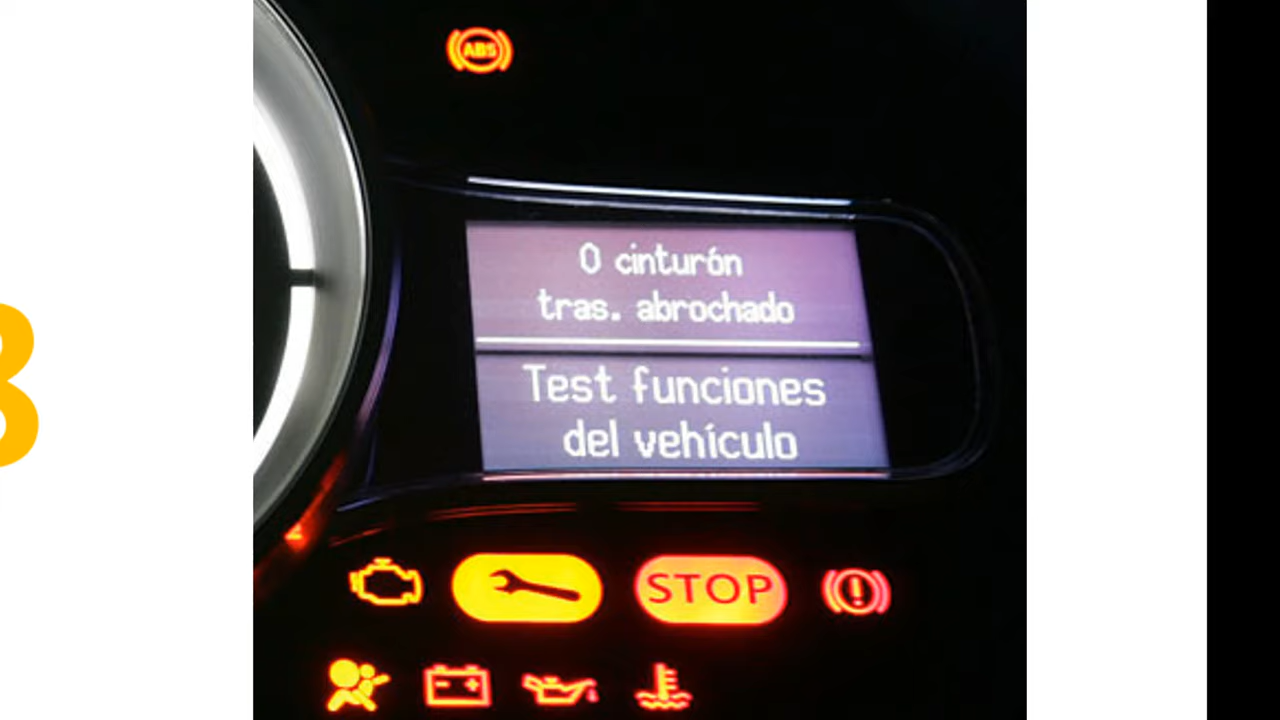 ABS
0 cinturón
tras. abrochado
Test funciones
del vehículo
STOP